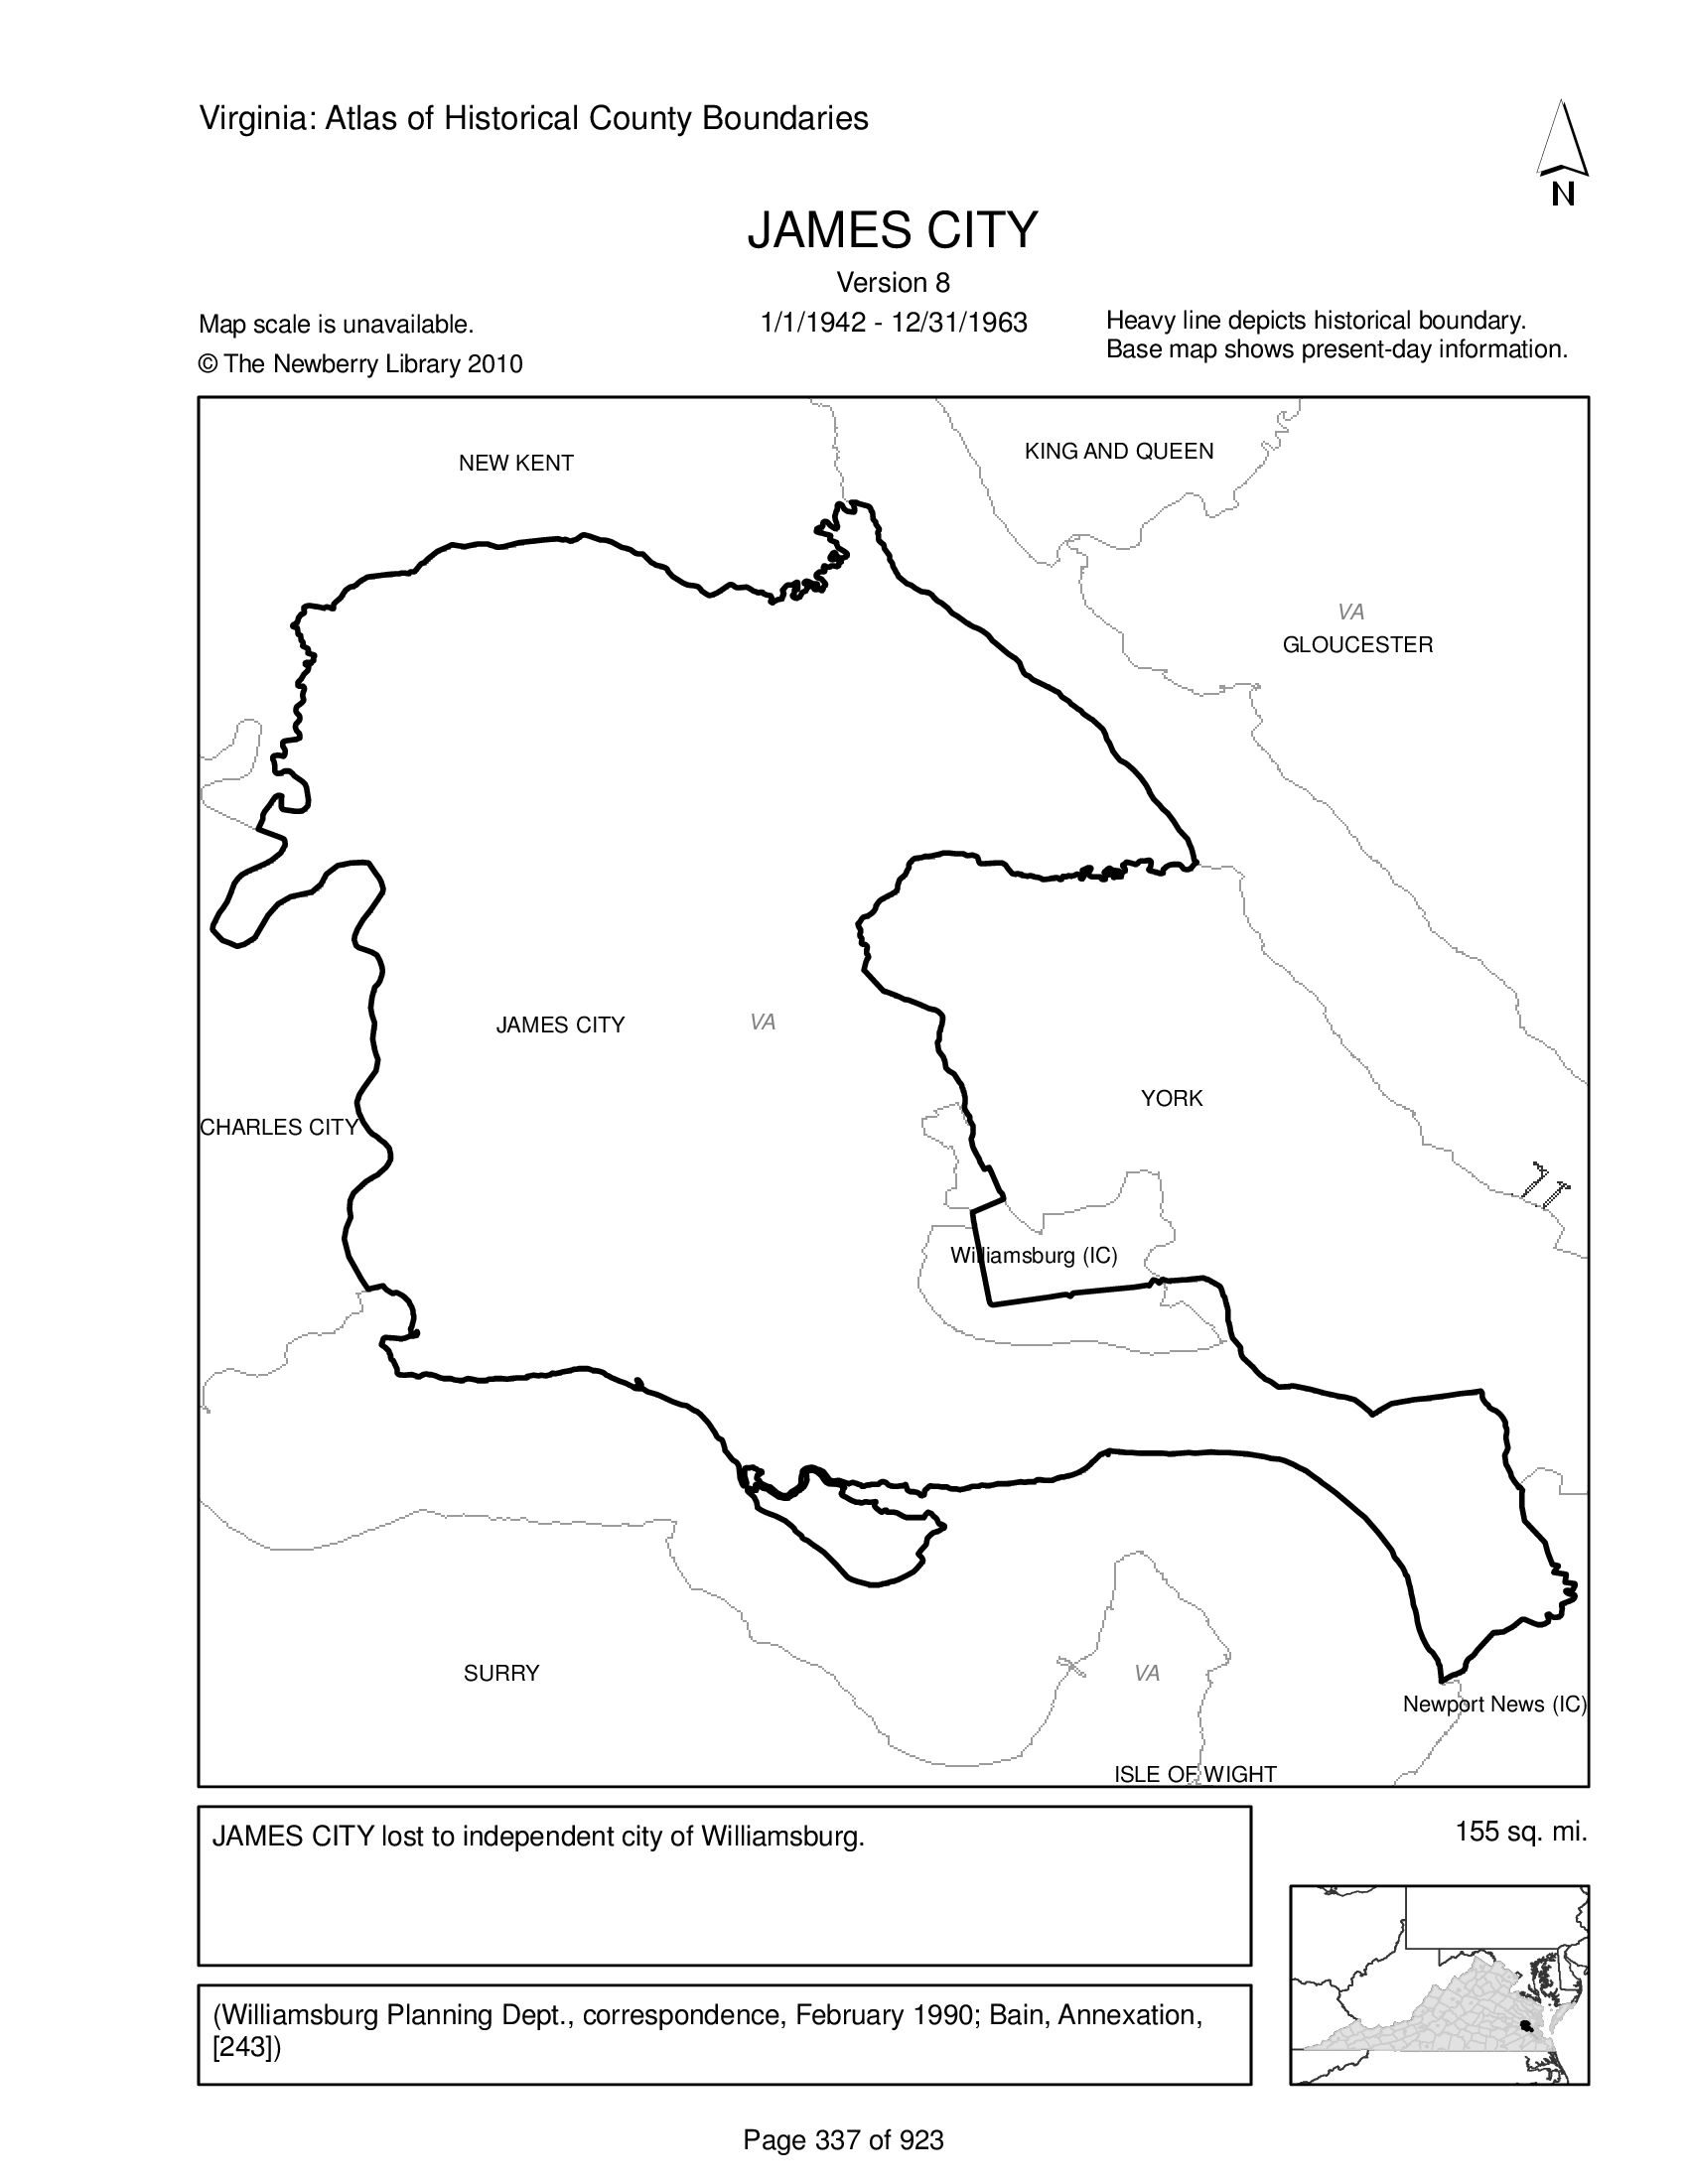 Virginia: Atlas of Historical County Boundaries
N
JAMES CITY
Version 8
1/1/1942 - 12/31/1963
Map scale is unavailable.
© The Newberry Library 2010
Heavy line depicts historical boundary.
Base map shows present-day information.
NEW KENT
KING AND QUEEN
VA
GLOUCESTER
JAMES CITY
VA
YORK
CHARLES CITY
Williamsburg (IC)
SURRY
VA
Newport News (IC)
ISLE OF WIGHT
JAMES CITY lost to independent city of Williamsburg.
155 sq. mi.
(Williamsburg Planning Dept., correspondence, February 1990; Bain, Annexation,
[243])
Page 337 of 923